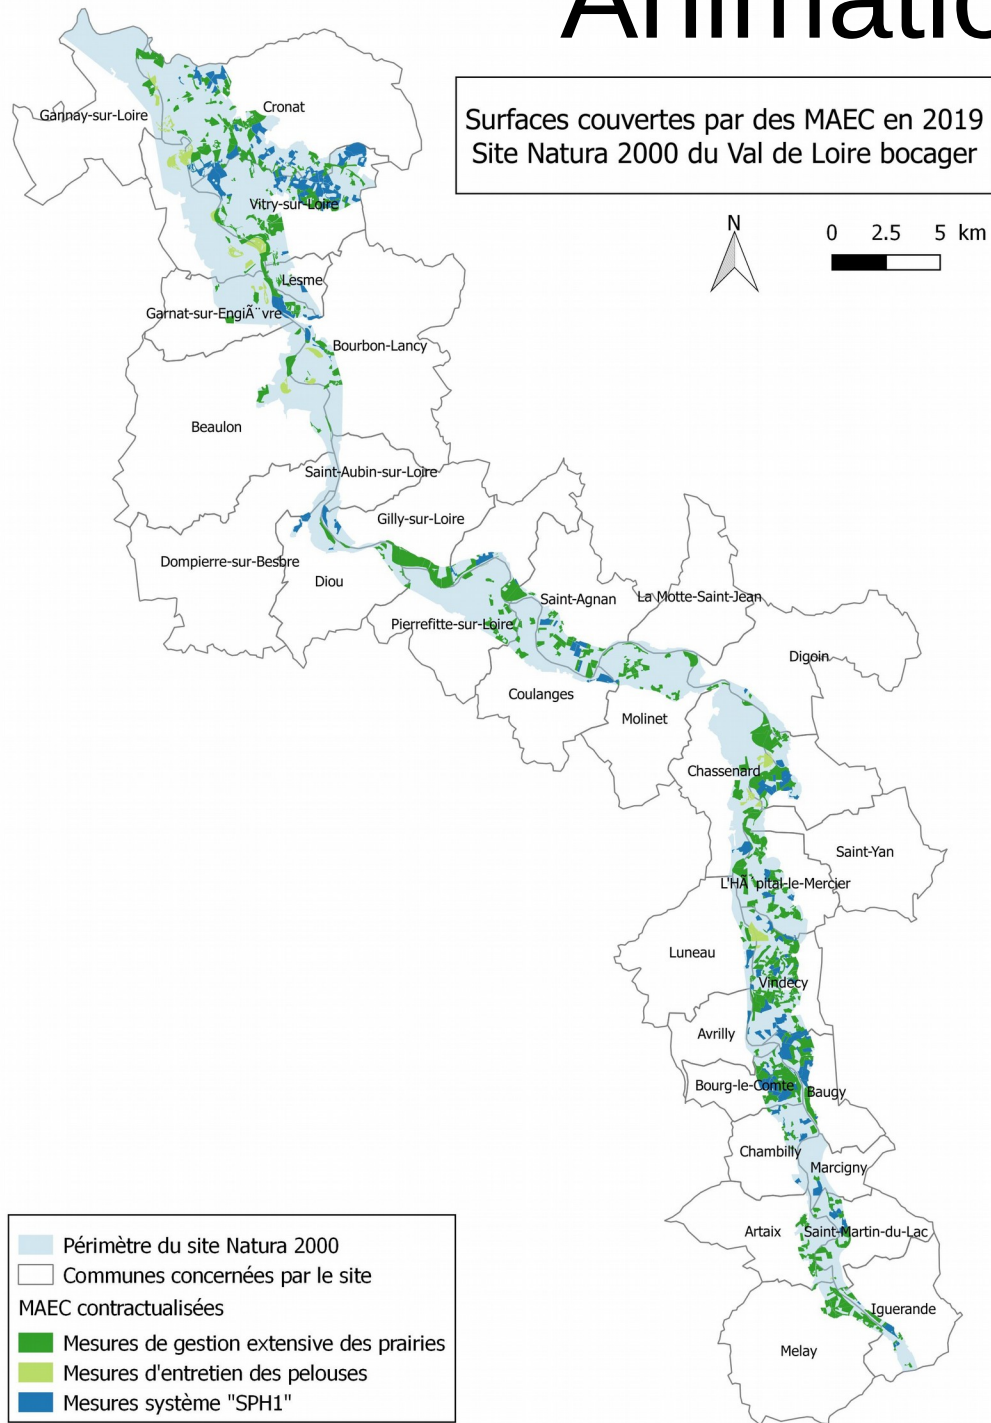 Animatio
Surfaces couvertes par des MAEC en 2019
Site Natura 2000 du Val de Loire bocager
N
0 2.5 5 km
Gannay-sur-Loire
Cronat
Vitry-sur-Loire
Lesme
Garnat-sur-EngiÃ¨vre
Bourbon-Lancy
Beaulon
Saint-Aubin-sur-Loire
Gilly-sur-Loire
Dompierre-sur-Besbre
Diou
Saint-Agnan
La Motte-Saint-Jean
Pierrefitte-sur-Loire
Digoin
Coulanges
Molinet
Chassenard
Saint-Yan
L'HÃ pital-le-Mercier
Luneau
Vindecy
Avrilly
Bourg-le-Comte
Baugy
Chambilly
Marcigny
Artaix
Saint-Martin-du-Lac
Iguerande
Melay
Périmètre du site Natura 2000
Communes concernées par le site
MAEC contractualisées
Mesures de gestion extensive des prairies
Mesures d'entretien des pelouses
Mesures système "SPH1"